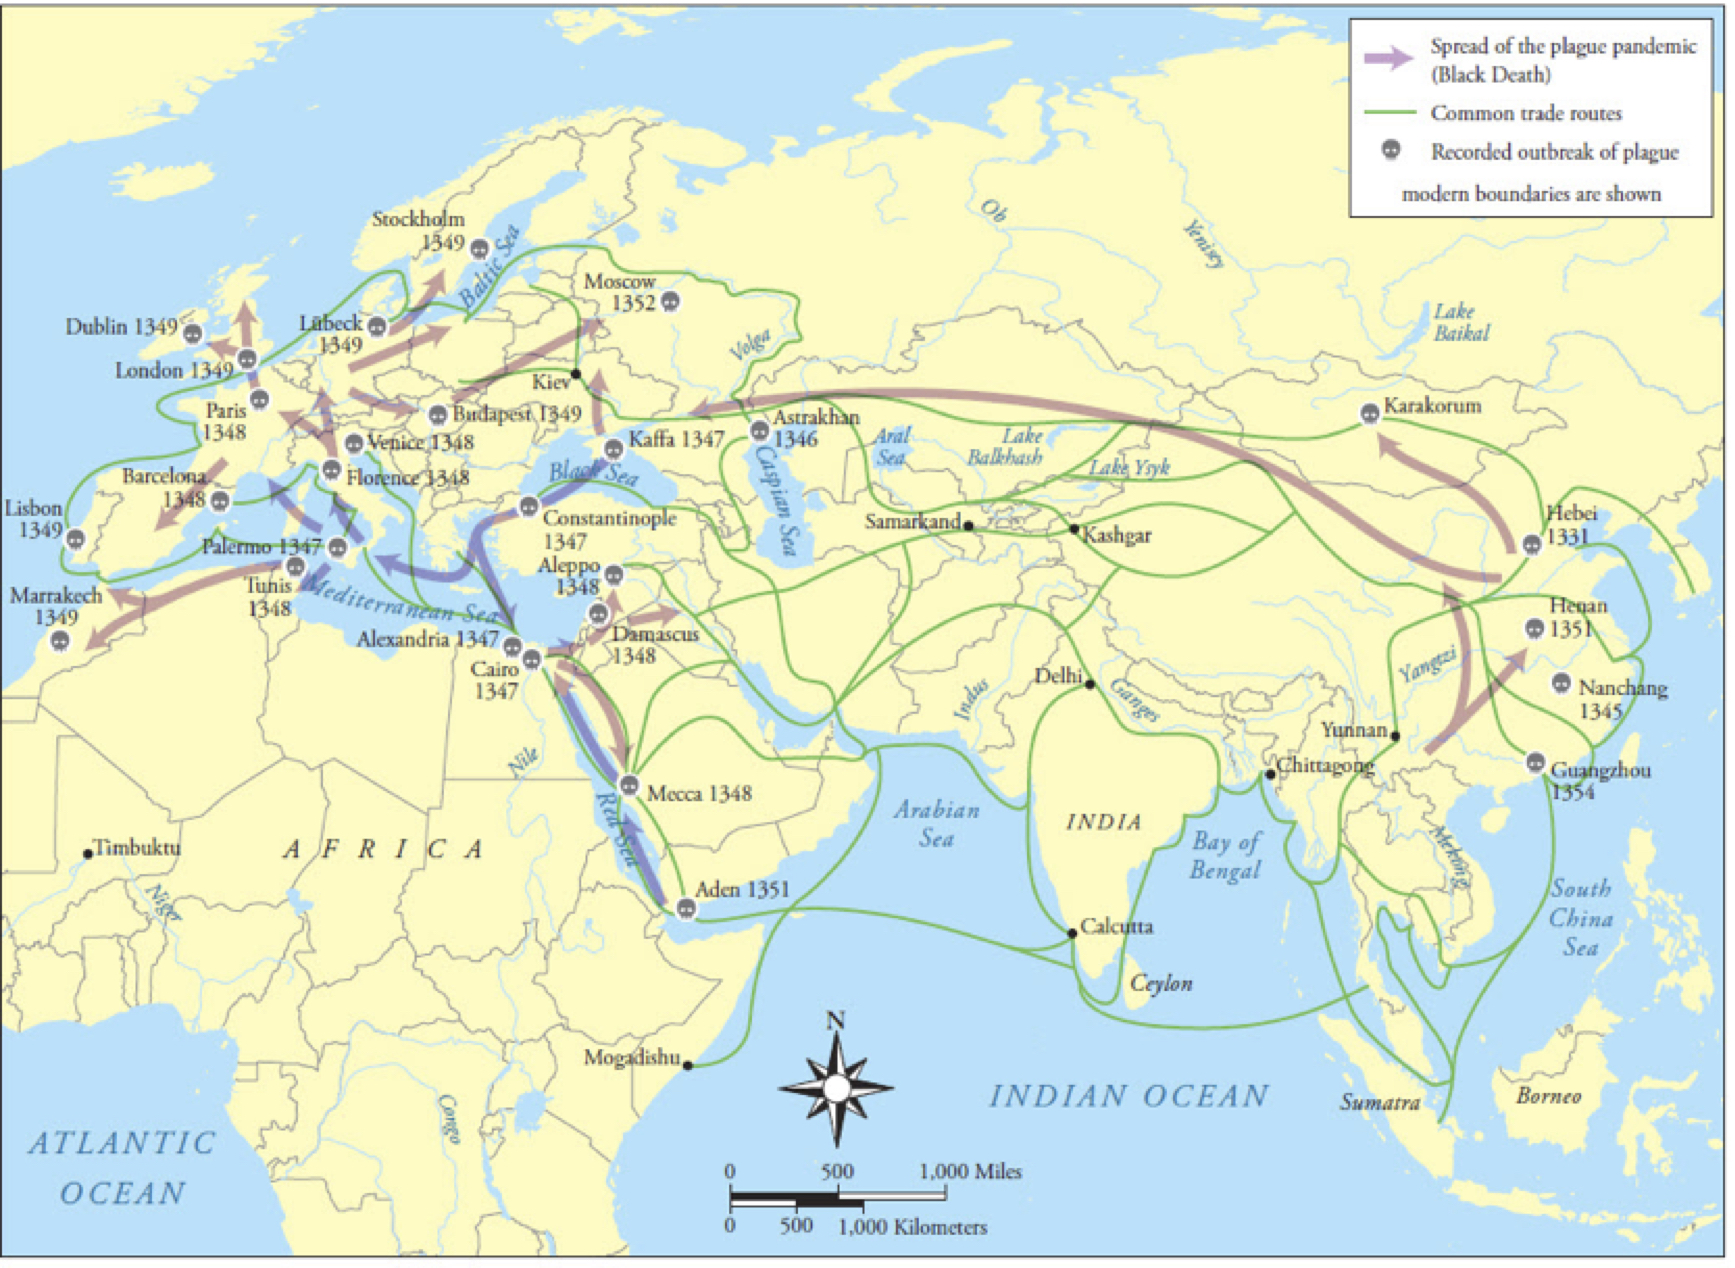 Spread of the plague pandemic
(Black Death)
Common trade routes
Recorded outbreak of plague
modern boundaries are shown
Ob
Yenisey
Lake
Baikal
Stockholm
1349
Baltic Sea
Moscow
1352
Dublin 1349
Lübeck
1349
Volga
London 1349
Kiev
Paris
1348
Budapest 1349
Astrakhan
1346
Karakorum
Venice 1348
Kaffa 1347
Aral
Sea
Lake
Balkhash
Lake Ysyk
Barcelona
1348
Florence 1348
Black Sea
Caspian Sea
Lisbon
1349
Constantinople
1347
Samarkand
Kashgar
Hebei
1331
Palermo 1347
Aleppo
1348
Tunis
1348
Mediterranean Sea
Marrakech
1349
Henan
1351
Alexandria 1347
Damascus
1348
Cairo
1347
Delhi
Indus
Ganges
Yangtzi
Nanchang
1345
Yunnan
Nile
Chittagong
Guangzhou
1354
Mecca 1348
Red Sea
Arabian
Sea
INDIA
Bay of
Bengal
Mekong
Timbuktu
AFRICA
Niger
Aden 1351
South
China
Sea
Calcutta
Ceylon
N
Mogadishu
INDIAN OCEAN
Sumatra
Borneo
Congo
ATLANTIC
OCEAN
0 500 1,000 Miles
0 500 1,000 Kilometers